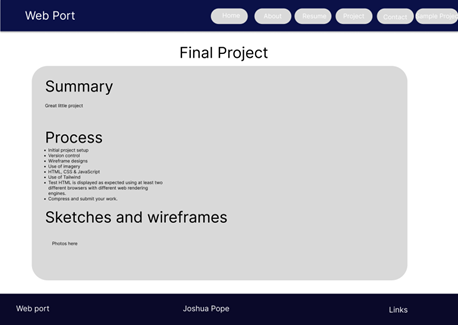 Web Port
Home
About
Resume
Project
Contact
Sample Project
Final Project
Summary
Great little project
Process
Initial project setup
Version control
Wireframe designs
Use of imagery
HTML, CSS & JavaScript
Use of Tailwind
Test HTML is displayed as expected using at least two
different browsers with different web rendering
engines.
Compress and submit your work.
Sketches and wireframes
Photos here
Web port
Joshua Pope
Links